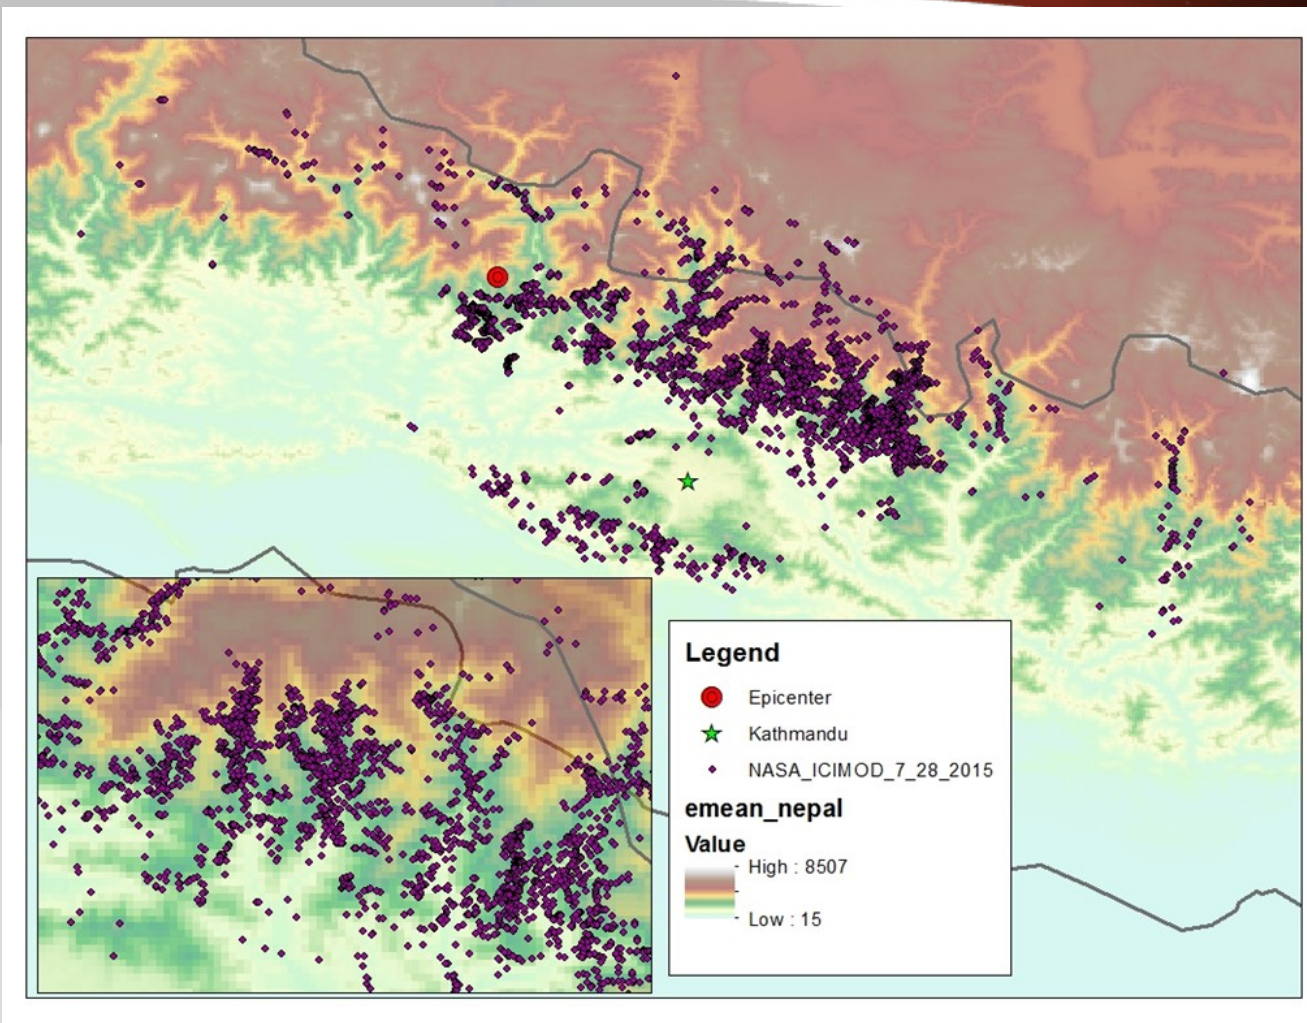 Legend
Epicenter
Kathmandu
NASA_ICIMOD_7_28_2015
emean_nepal
Value
High : 8507
Low : 15